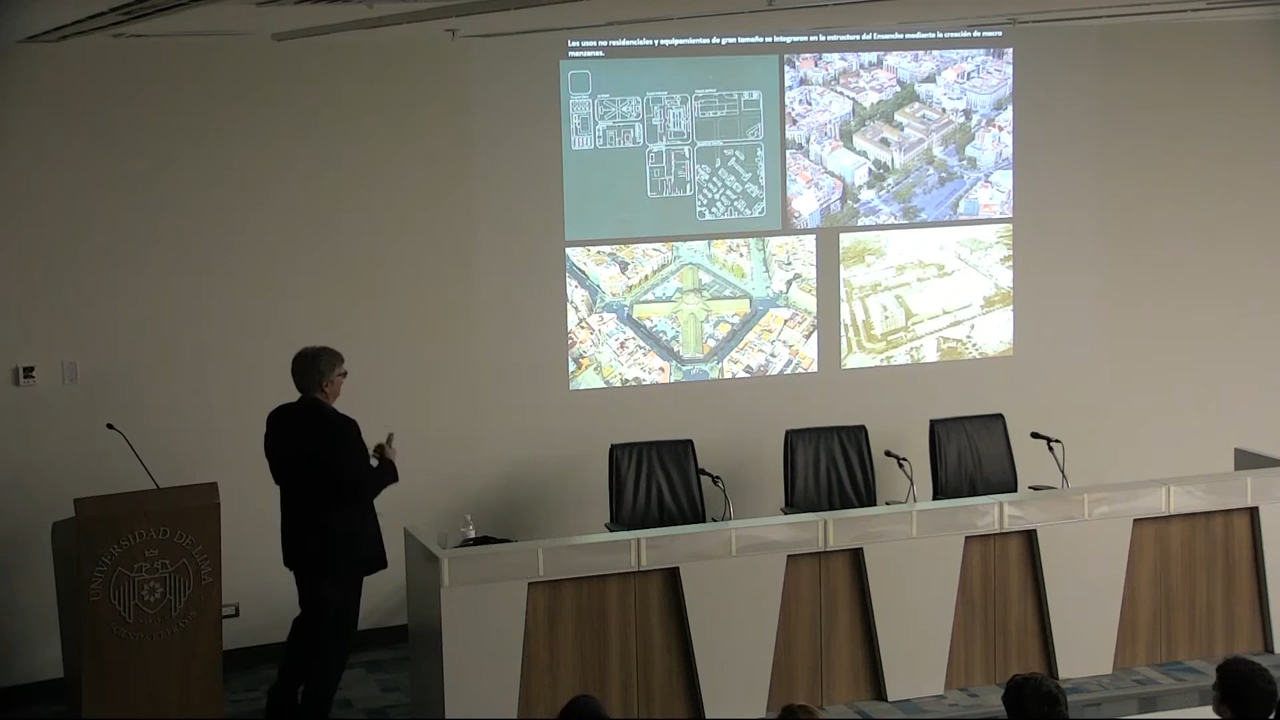 Los usos no residenciales y equipamientos de gran tamaño se integraron en la estructura del Ensanche mediante la creación de macro
manzanas.
UNIVERSIDAD DE LIMA